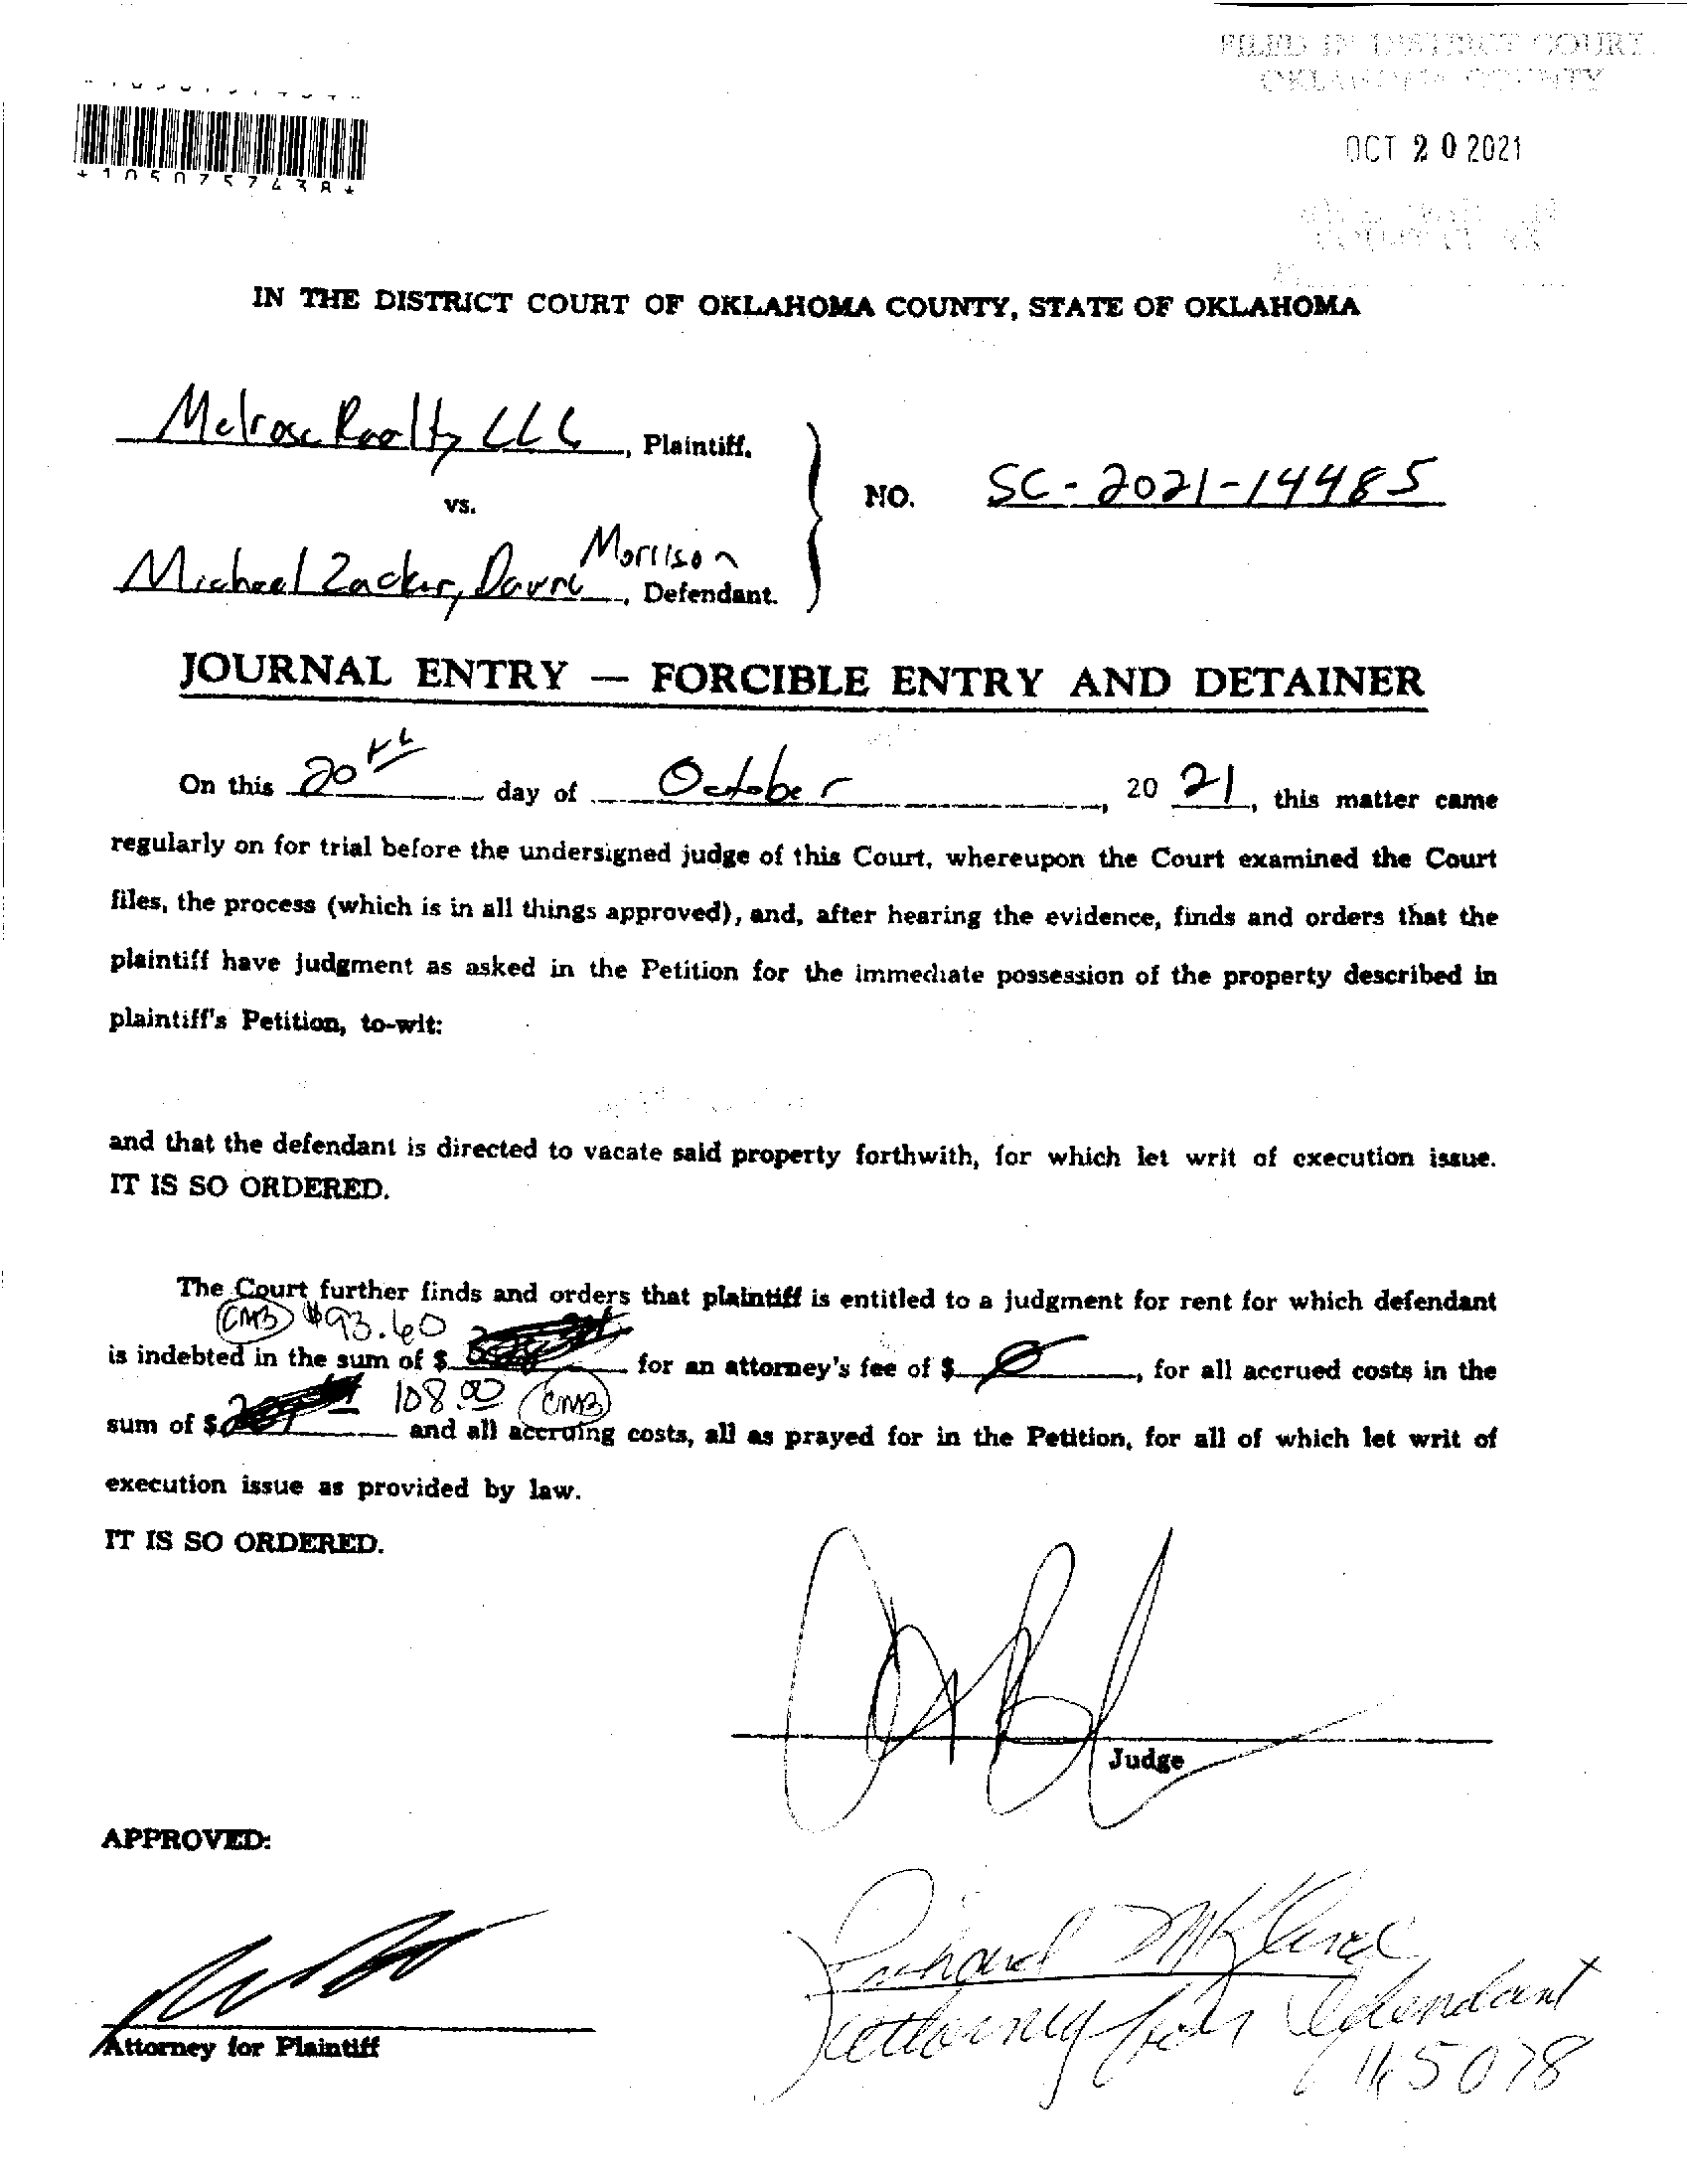 FILED IN DISTRICT COURT
OKLAHOMA COUNTY
OCT 20 2021
*1050757438*
IN THE DISTRICT COURT OF OKLAHOMA COUNTY, STATE OF OKLAHOMA
Melrose Realty LLC, Plaintiff.
vs.
NO. SC-2021-14485
Michael Zacker, Morrison, Defendant.
JOURNAL ENTRY — FORCIBLE ENTRY AND DETAINER
On this 20th day of October, 20 21, this matter came
regularly on for trial before the undersigned judge of this Court, whereupon the Court examined the Court
files, the process (which is in all things approved), and, after hearing the evidence, finds and orders that the
plaintiff have judgment as asked in the Petition for the immediate possession of the property described in
plaintiff's Petition, to-wit:
and that the defendant is directed to vacate said property forthwith, for which let writ of execution issue.
IT IS SO ORDERED.
The Court further finds and orders that plaintiff is entitled to a judgment for rent for which defendant
CMB $93.60
is indebted in the sum of $ for an attorney's fee of $ Ø, for all accrued costs in the
108.00 CMB
sum of $ and all accruing costs, all as prayed for in the Petition, for all of which let writ of
execution issue as provided by law.
IT IS SO ORDERED.
Judge
APPROVED:
Attorney for Plaintiff
attorney for Defendant